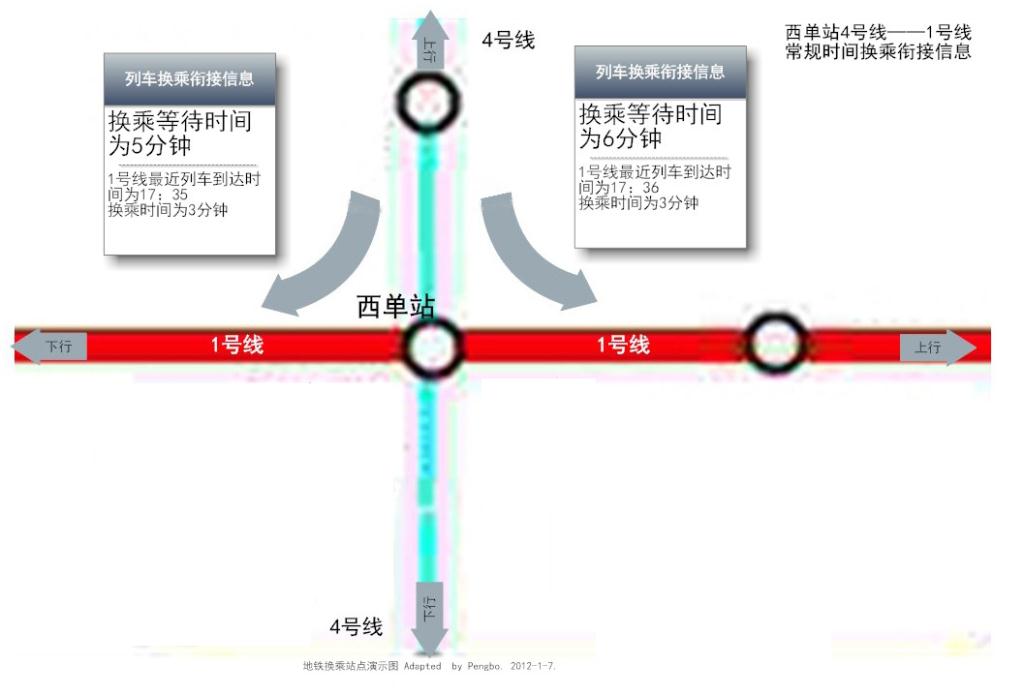 西单站4号线——1号线
常规时间换乘衔接信息
上行
4号线
列车换乘衔接信息
换乘等待时间
为5分钟
1号线最近列车到达时
间为17：35
换乘时间为3分钟
列车换乘衔接信息
换乘等待时间
为6分钟
1号线最近列车到达时
间为17：36
换乘时间为3分钟
西单站
下行
1号线
1号线
上行
下行
4号线
地铁换乘站点演示图 Adapted by Pengbo. 2012-1-7.